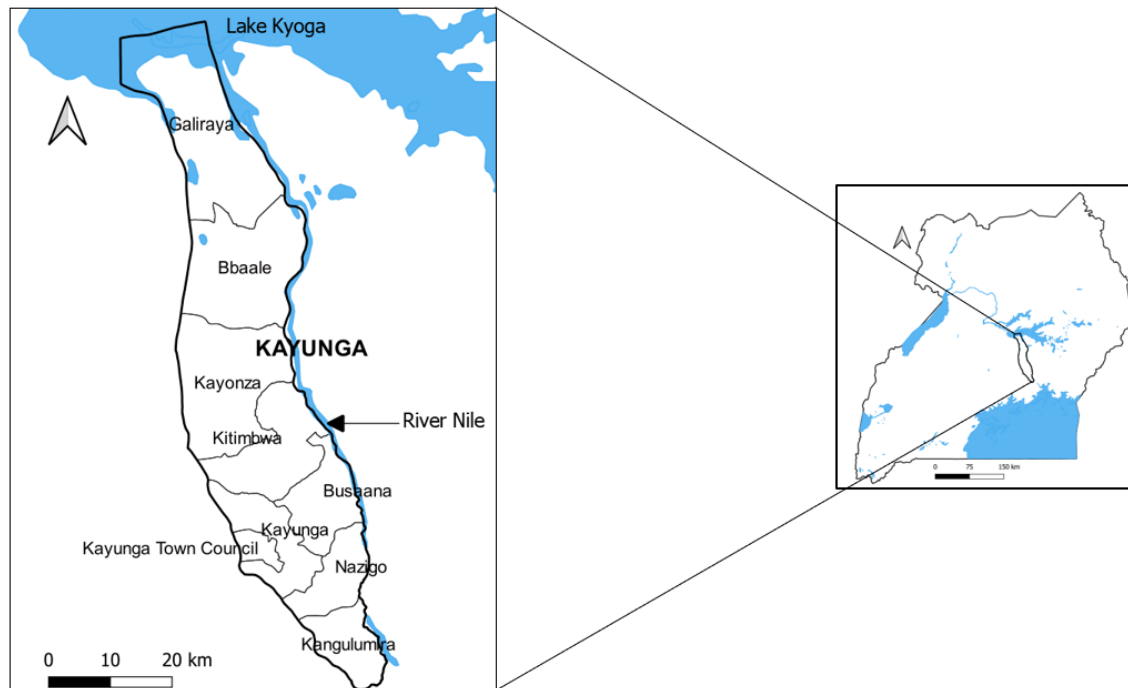 Lake Kyoga
Galiraya
Bbaale
KAYUNGA
Kayonza
River Nile
Kitimbwa
Busaana
Kayunga
Kayunga Town Council
Nazigo
Kangulumira
0 10 20 km
0 75 150 km